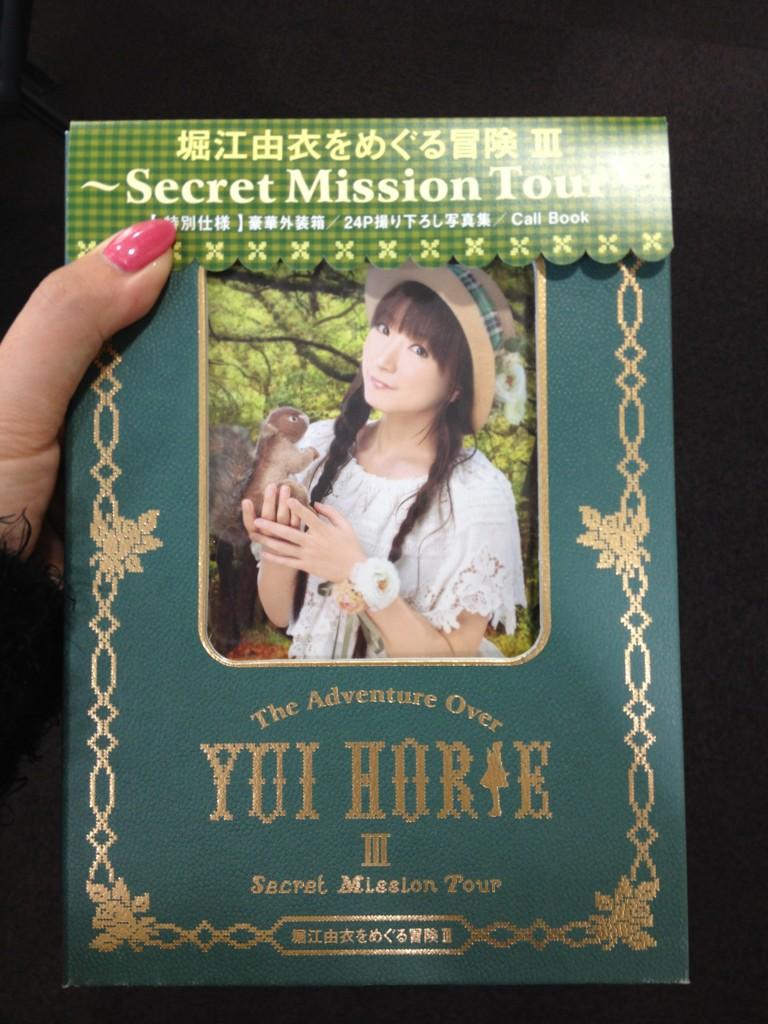 堀江由衣をめぐる冒険 III
～Secret Mission Tour
【特別仕様】豪華外装箱／24P撮り下ろし写真集／Call Book
The Adventure Over
YUI HORIE
III
Secret Mission Tour
堀江由衣をめぐる冒険 III